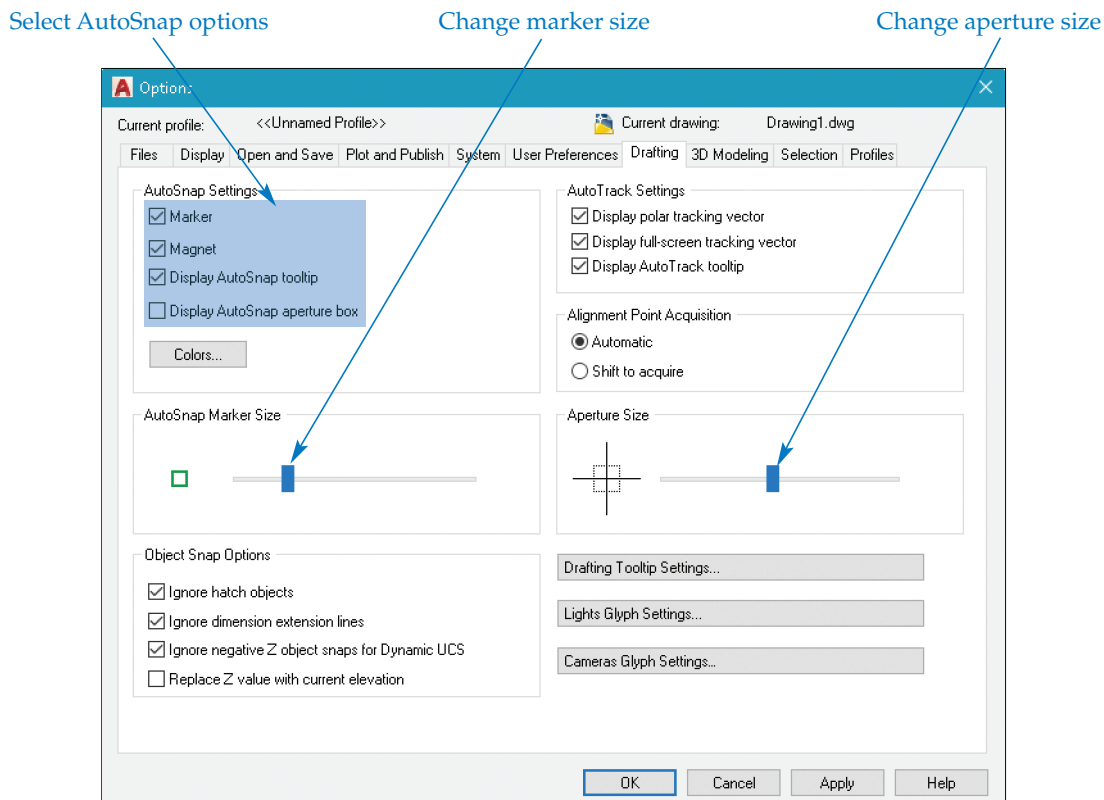 Select AutoSnap options
Change marker size
Change aperture size
A Options
Current profile: <<Unnamed Profile>> Current drawing: Drawing1.dwg
Files Display Open and Save Plot and Publish System User Preferences Drafting 3D Modeling Selection Profiles
AutoSnap Settings
Marker
Magnet
Display AutoSnap tooltip
Display AutoSnap aperture box
Colors...
AutoTrack Settings
Display polar tracking vector
Display full-screen tracking vector
Display AutoTrack tooltip
Alignment Point Acquisition
Automatic
Shift to acquire
AutoSnap Marker Size
Aperture Size
Object Snap Options
Ignore hatch objects
Ignore dimension extension lines
Ignore negative Z object snaps for Dynamic UCS
Replace Z value with current elevation
Drafting Tooltip Settings...
Lights Glyph Settings...
Cameras Glyph Settings...
OK Cancel Apply Help